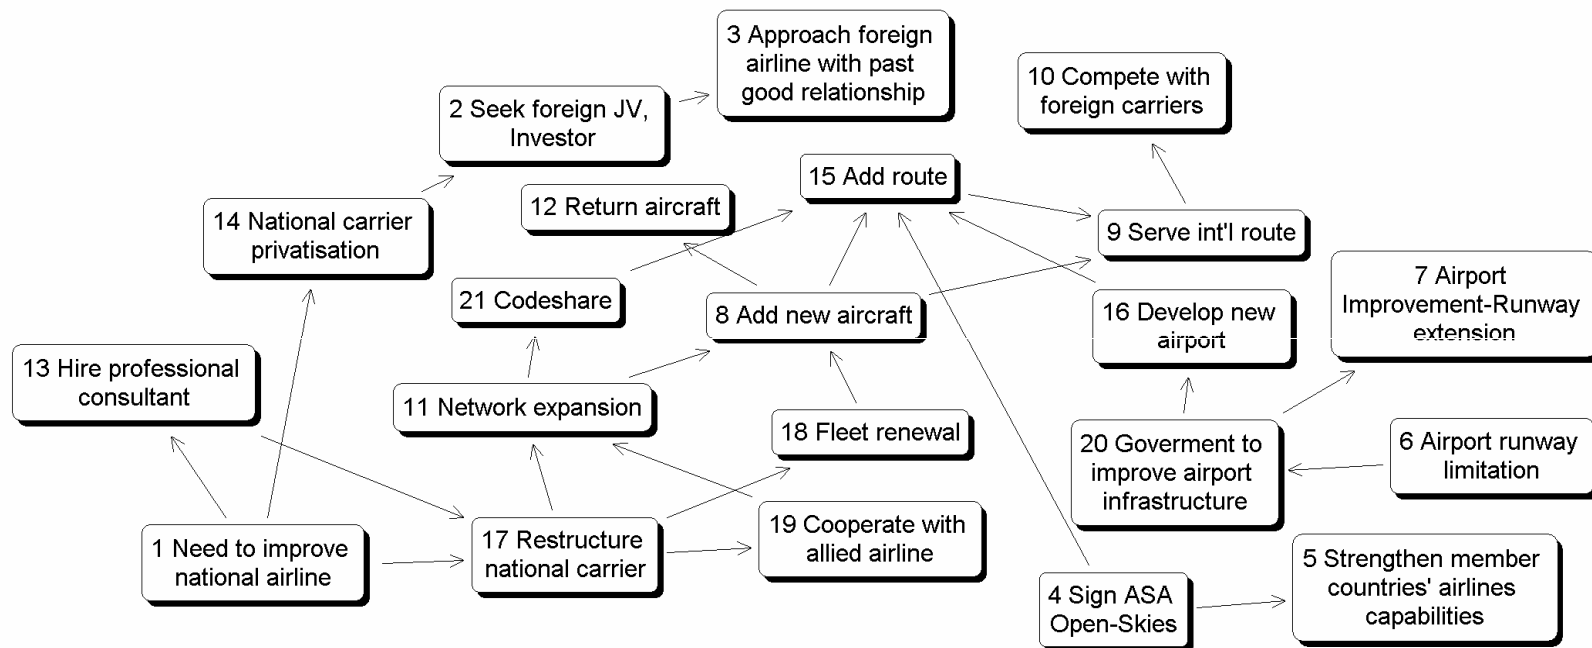 3 Approach foreign
airline with past
good relationship
10 Compete with
foreign carriers
2 Seek foreign JV,
Investor
15 Add route
12 Return aircraft
14 National carrier
privatisation
9 Serve int'l route
7 Airport
Improvement-Runway
extension
21 Codeshare
8 Add new aircraft
16 Develop new
airport
13 Hire professional
consultant
11 Network expansion
18 Fleet renewal
20 Goverment to
improve airport
infrastructure
6 Airport runway
limitation
1 Need to improve
national airline
17 Restructure
national carrier
19 Cooperate with
allied airline
4 Sign ASA
Open-Skies
5 Strengthen member
countries' airlines
capabilities